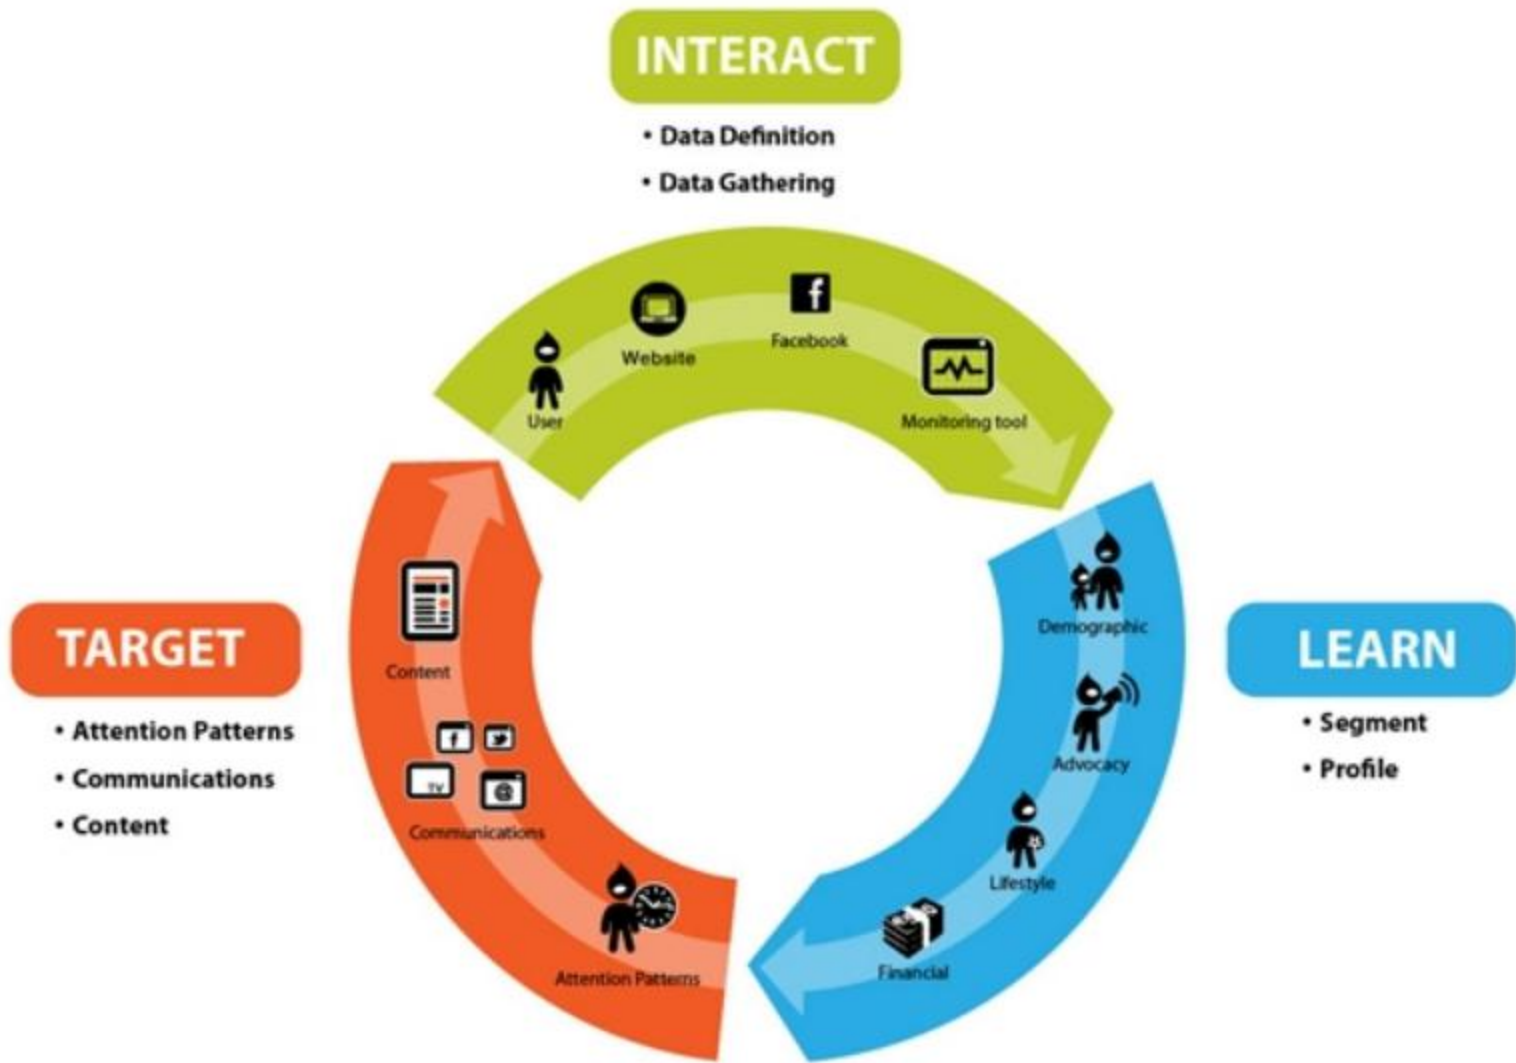 INTERACT
• Data Definition
• Data Gathering
Website
Facebook
User
Monitoring tool
Demographic
LEARN
• Segment
• Profile
Advocacy
Lifestyle
Financial
Attention Patterns
Communications
TV
@
Content
TARGET
• Attention Patterns
• Communications
• Content